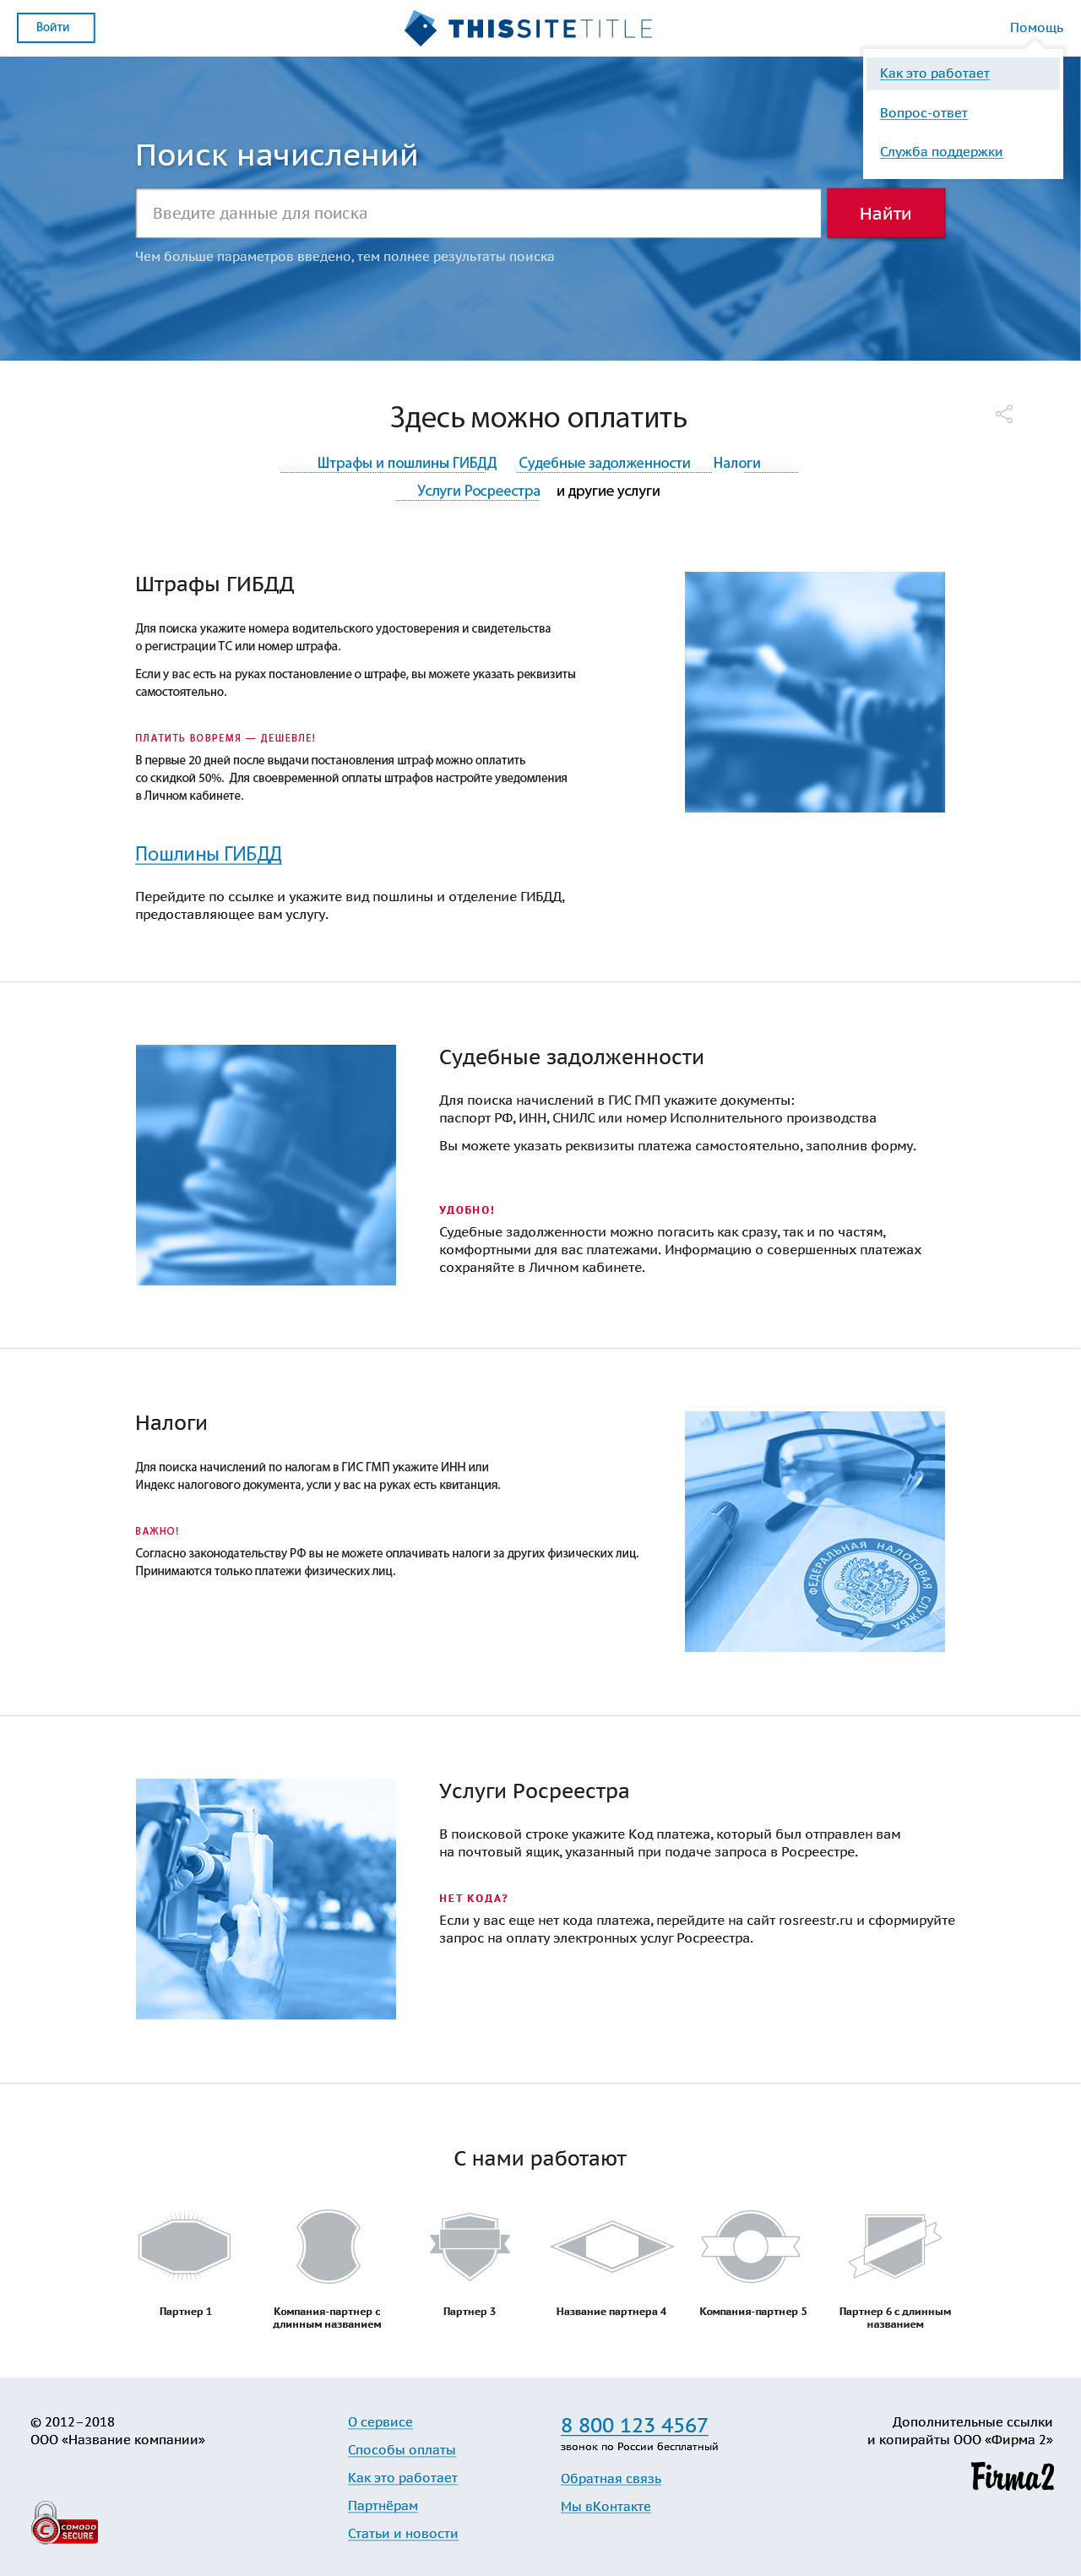 Войти
THISSITETITLE
Помощь
Как это работает
Вопрос-ответ
Служба поддержки
Поиск начислений
Введите данные для поиска
Найти
Чем больше параметров введено, тем полнее результаты поиска
Здесь можно оплатить
Штрафы и пошлины ГИБДД Судебные задолженности Налоги
Услуги Росреестра и другие услуги
Штрафы ГИБДД
Для поиска укажите номера водительского удостоверения и свидетельства
о регистрации ТС или номер штрафа.
Если у вас есть на руках постановление о штрафе, вы можете указать реквизиты
самостоятельно.
ПЛАТИТЬ ВОВРЕМЯ — ДЕШЕВЛЕ!
В первые 20 дней после выдачи постановления штраф можно оплатить
со скидкой 50%. Для своевременной оплаты штрафов настройте уведомления
в Личном кабинете.
Пошлины ГИБДД
Перейдите по ссылке и укажите вид пошлины и отделение ГИБДД,
предоставляющее вам услугу.
Судебные задолженности
Для поиска начислений в ГИС ГМП укажите документы:
паспорт РФ, ИНН, СНИЛС или номер Исполнительного производства
Вы можете указать реквизиты платежа самостоятельно, заполнив форму.
УДОБНО!
Судебные задолженности можно погасить как сразу, так и по частям,
комфортными для вас платежами. Информацию о совершенных платежах
сохраняйте в Личном кабинете.
Налоги
Для поиска начислений по налогам в ГИС ГМП укажите ИНН или
Индекс налогового документа, усли у вас на руках есть квитанция.
ВАЖНО!
Согласно законодательству РФ вы не можете оплачивать налоги за других физических лиц.
Принимаются только платежи физических лиц.
ФЕДЕРАЛЬНАЯ НАЛОГОВАЯ СЛУЖБА
Услуги Росреестра
В поисковой строке укажите Код платежа, который был отправлен вам
на почтовый ящик, указанный при подаче запроса в Росреестре.
НЕТ КОДА?
Если у вас еще нет кода платежа, перейдите на сайт rosreestr.ru и сформируйте
запрос на оплату электронных услуг Росреестра.
С нами работают
Партнер 1
Компания-партнер с
длинным названием
Партнер 3
Название партнера 4
Компания-партнер 5
Партнер 6 с длинным
названием
© 2012–2018
ООО «Название компании»
COMODO
SECURE
О сервисе
Способы оплаты
Как это работает
Партнёрам
Статьи и новости
8 800 123 4567
звонок по России бесплатный
Обратная связь
Мы вКонтакте
Дополнительные ссылки
и копирайты ООО «Фирма 2»
Firma2